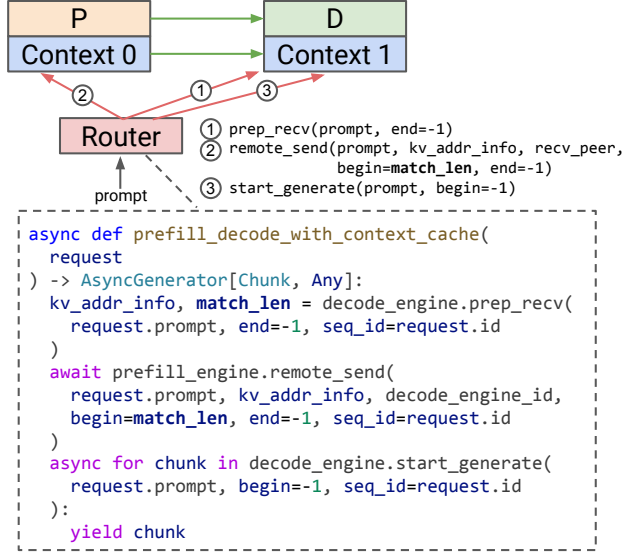 P
D
Context 0
Context 1
② ① ③
Router
prompt
① prep_recv(prompt, end=-1)
② remote_send(prompt, kv_addr_info, recv_peer,
begin=match_len, end=-1)
③ start_generate(prompt, begin=-1)
async def prefill_decode_with_context_cache(
  request
) -> AsyncGenerator[Chunk, Any]:
  kv_addr_info, match_len = decode_engine.prep_recv(
    request.prompt, end=-1, seq_id=request.id
  )
  await prefill_engine.remote_send(
    request.prompt, kv_addr_info, decode_engine_id,
    begin=match_len, end=-1, seq_id=request.id
  )
  async for chunk in decode_engine.start_generate(
    request.prompt, begin=-1, seq_id=request.id
  ):
    yield chunk